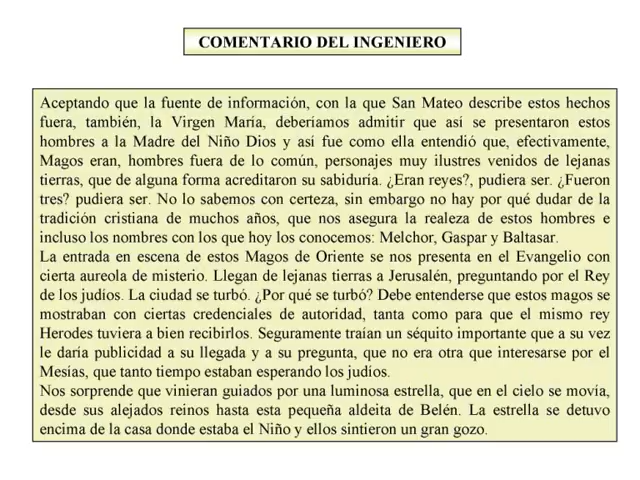 COMENTARIO DEL INGENIERO
Aceptando que la fuente de información, con la que San Mateo describe estos hechos
fuera, también, la Virgen María, deberíamos admitir que así se presentaron estos
hombres a la Madre del Niño Dios y así fue como ella entendió que, efectivamente,
Magos eran, hombres fuera de lo común, personajes muy ilustres venidos de lejanas
tierras, que de alguna forma acreditaron su sabiduría. ¿Eran reyes?, pudiera ser. ¿Fueron
tres? pudiera ser. No lo sabemos con certeza, sin embargo no hay por qué dudar de la
tradición cristiana de muchos años, que nos asegura la realeza de estos hombres e
incluso los nombres con los que hoy los conocemos: Melchor, Gaspar y Baltasar.
La entrada en escena de estos Magos de Oriente se nos presenta en el Evangelio con
cierta aureola de misterio. Llegan de lejanas tierras a Jerusalén, preguntando por el Rey
de los judíos. La ciudad se turbó. ¿Por qué se turbó? Debe entenderse que estos magos se
mostraban con ciertas credenciales de autoridad, tanta como para que el mismo rey
Herodes tuviera a bien recibirlos. Seguramente traían un séquito importante que a su vez
le daría publicidad a su llegada y a su pregunta, que no era otra que interesarse por el
Mesías, que tanto tiempo estaban esperando los judíos.
Nos sorprende que vinieran guiados por una luminosa estrella, que en el cielo se movía,
desde sus alejados reinos hasta esta pequeña aldeita de Belén. La estrella se detuvo
encima de la casa donde estaba el Niño y ellos sintieron un gran gozo.